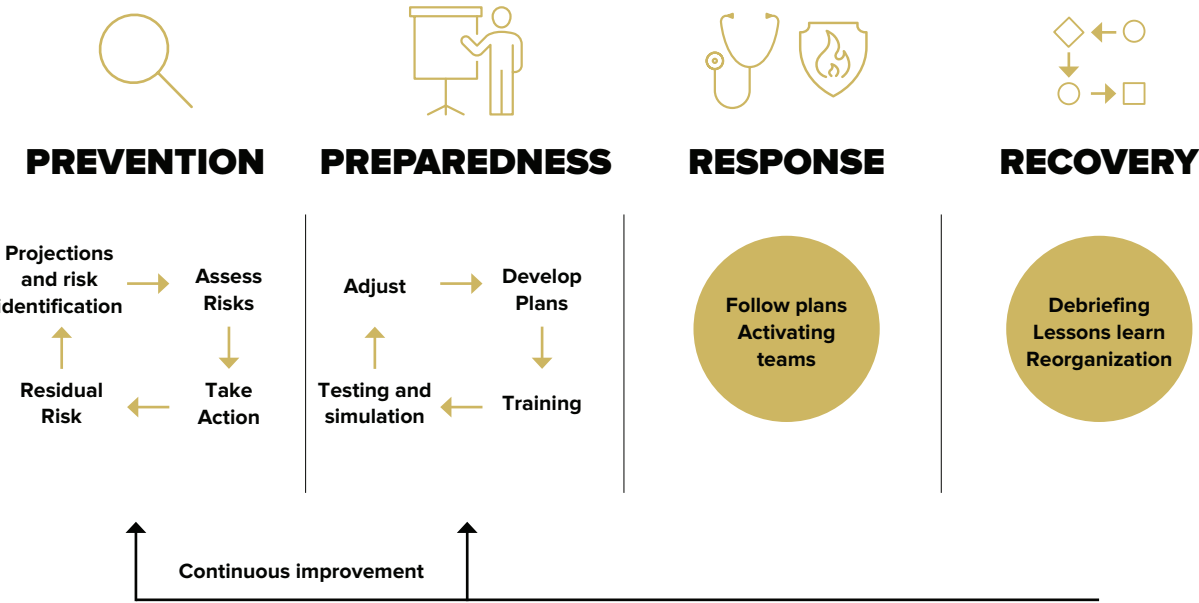 PREVENTION
PREPAREDNESS
RESPONSE
RECOVERY
Projections
and risk
identification
Assess
Risks
Take
Action
Residual
Risk
Adjust
Develop
Plans
Training
Testing and
simulation
Follow plans
Activating
teams
Debriefing
Lessons learn
Reorganization
Continuous improvement